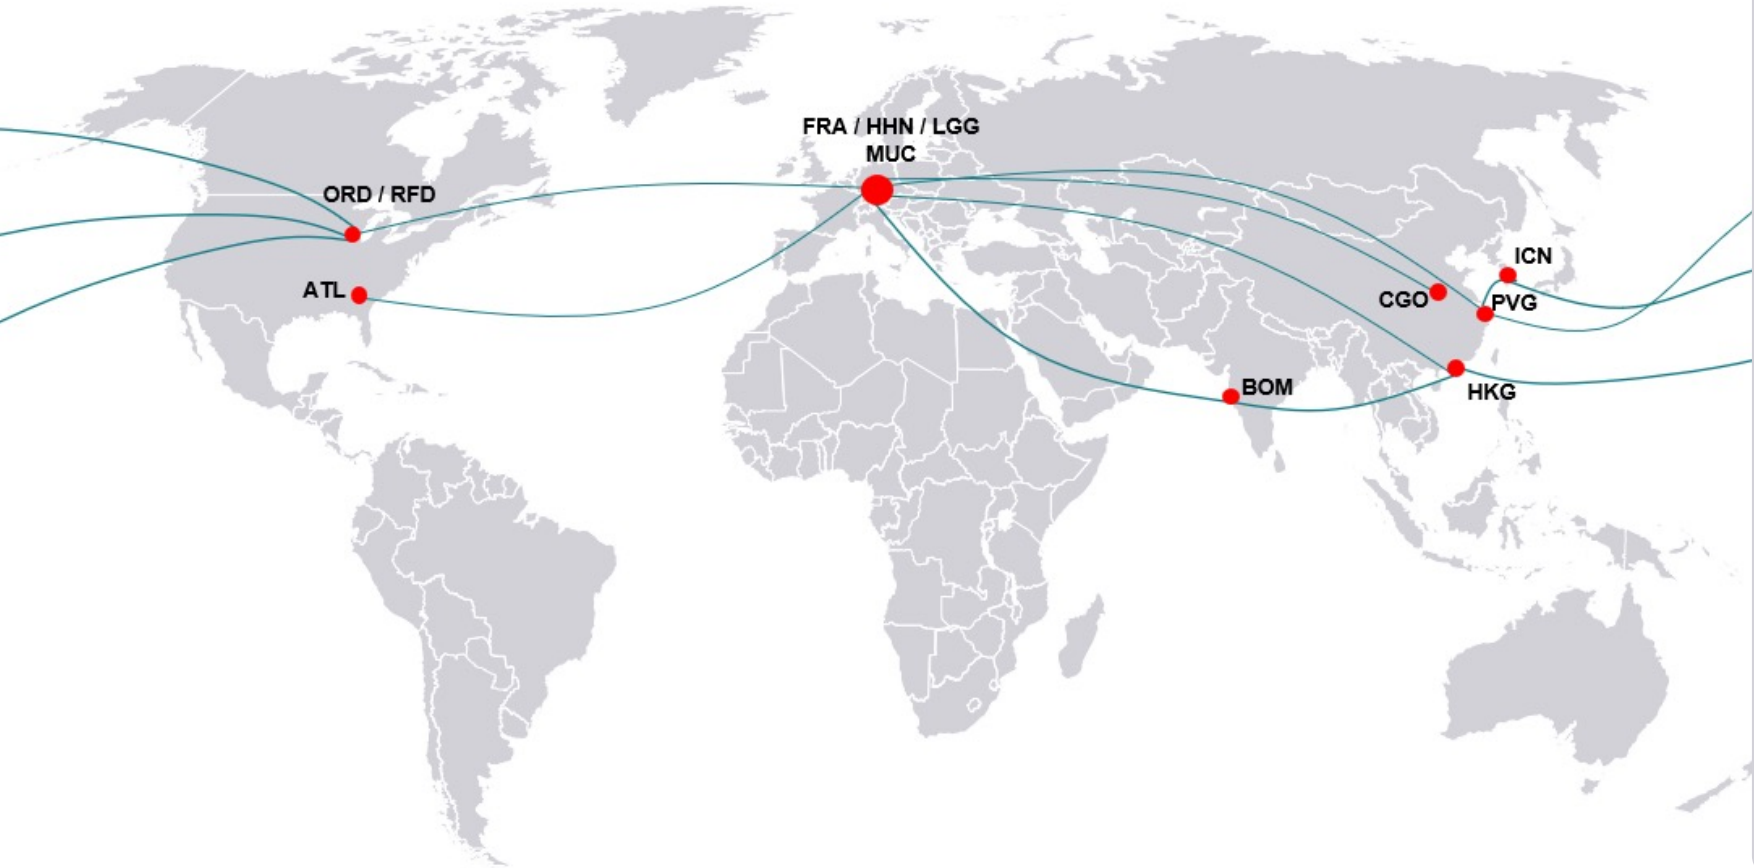 FRA / HHN / LGG
MUC
ORD / RFD
ICN
ATL
CGO
PVG
BOM
HKG